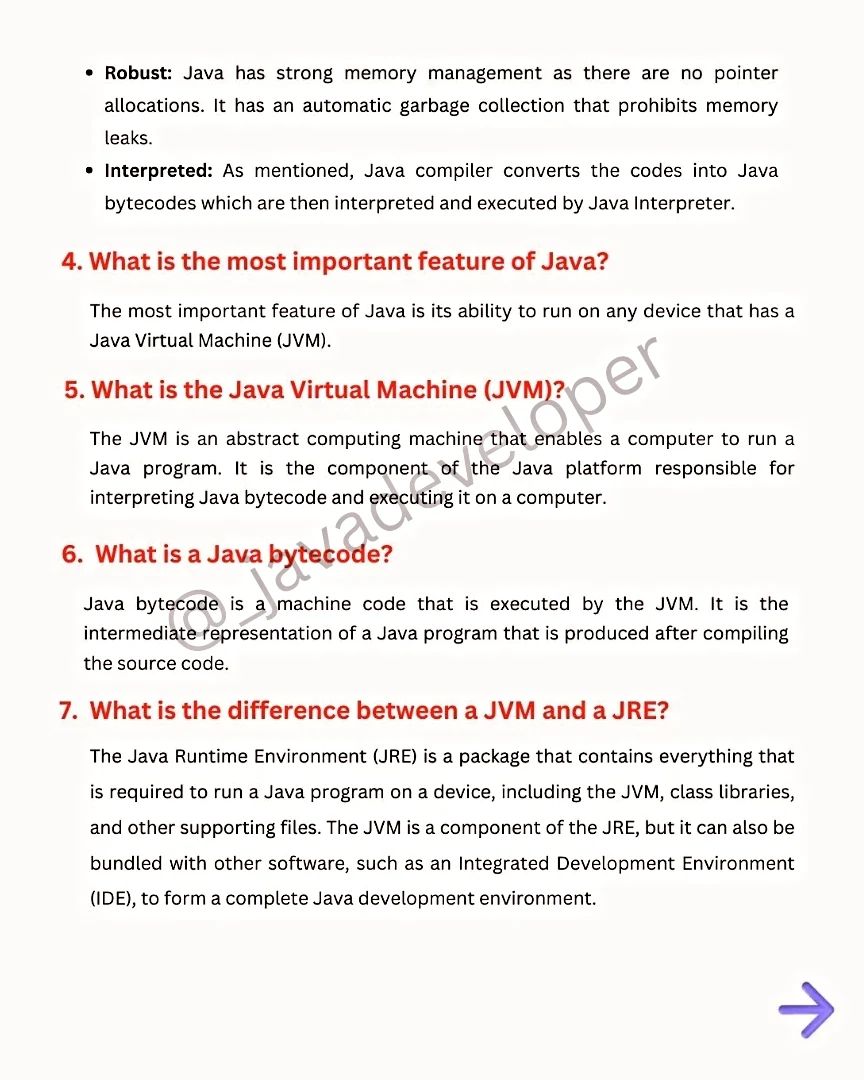 • Robust: Java has strong memory management as there are no pointer
allocations. It has an automatic garbage collection that prohibits memory
leaks.
• Interpreted: As mentioned, Java compiler converts the codes into Java
bytecodes which are then interpreted and executed by Java Interpreter.
4. What is the most important feature of Java?
The most important feature of Java is its ability to run on any device that has a
Java Virtual Machine (JVM).
5. What is the Java Virtual Machine (JVM)?
The JVM is an abstract computing machine that enables a computer to run a
Java program. It is the component of the Java platform responsible for
interpreting Java bytecode and executing it on a computer.
6. What is a Java bytecode?
Java bytecode is a machine code that is executed by the JVM. It is the
intermediate representation of a Java program that is produced after compiling
the source code.
7. What is the difference between a JVM and a JRE?
The Java Runtime Environment (JRE) is a package that contains everything that
is required to run a Java program on a device, including the JVM, class libraries,
and other supporting files. The JVM is a component of the JRE, but it can also be
bundled with other software, such as an Integrated Development Environment
(IDE), to form a complete Java development environment.
@_javadeveloper